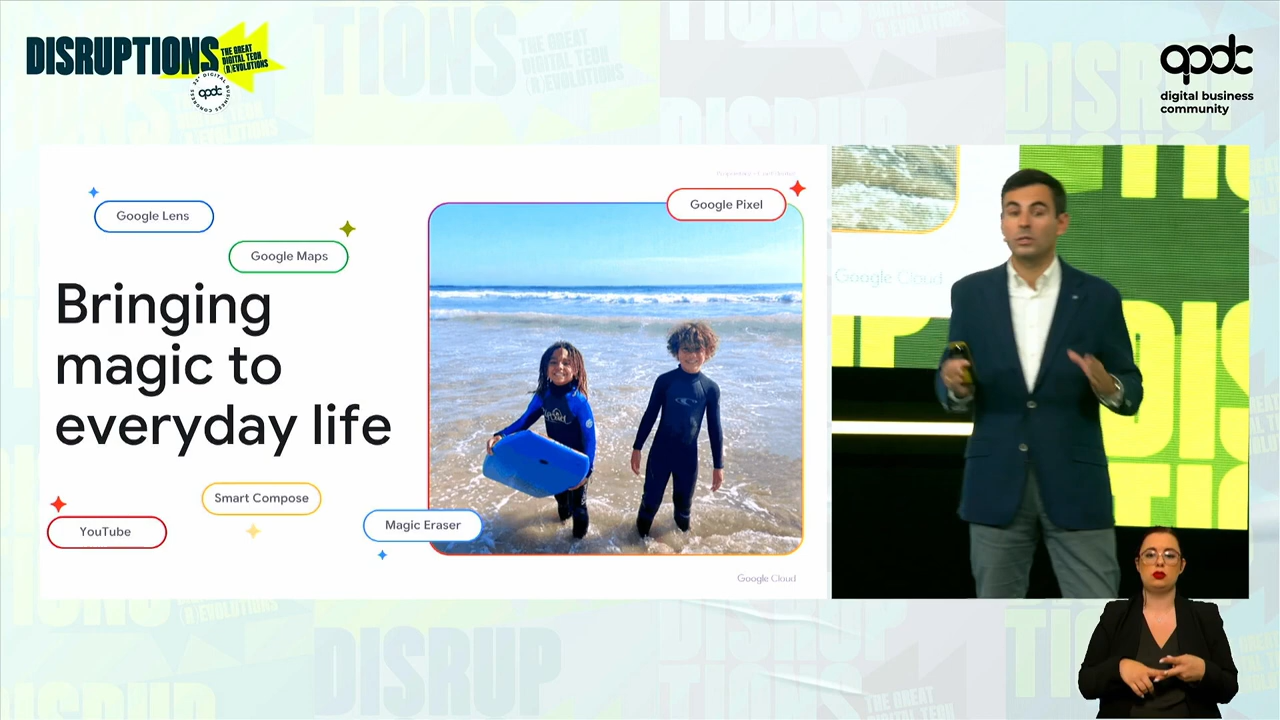 DISRUPTIONS
THE GREAT
DIGITAL TECH
(R)EVOLUTIONS
apdc
digital business
community
Google Lens
Google Maps
Google Pixel
Bringing
magic to
everyday life
Smart Compose
YouTube
Magic Eraser
Google Cloud
Google Cloud